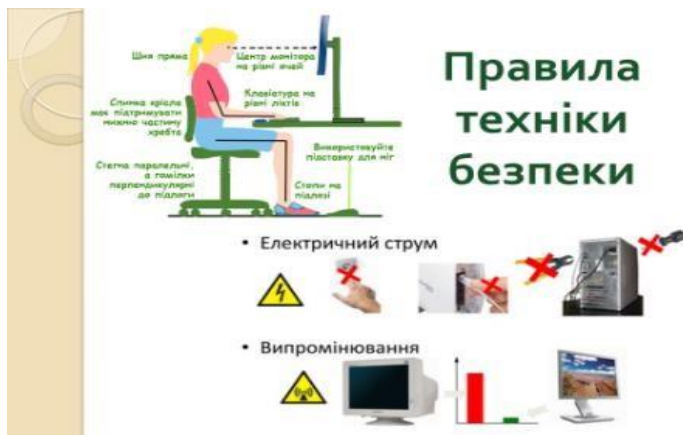 Правила
техніки
безпеки
Шия пряма
Центр монітора
на рівні очей
Клавіатура на
рівні ліктів
Спинка крісла
має підтримувати
нижню частину
хребта
Використовуйте
підставку для ніг
Стегна паралельні,
а гомілки
перпендикулярні
до підлоги
Стопи на
підлозі
• Електричний струм
• Випромінювання